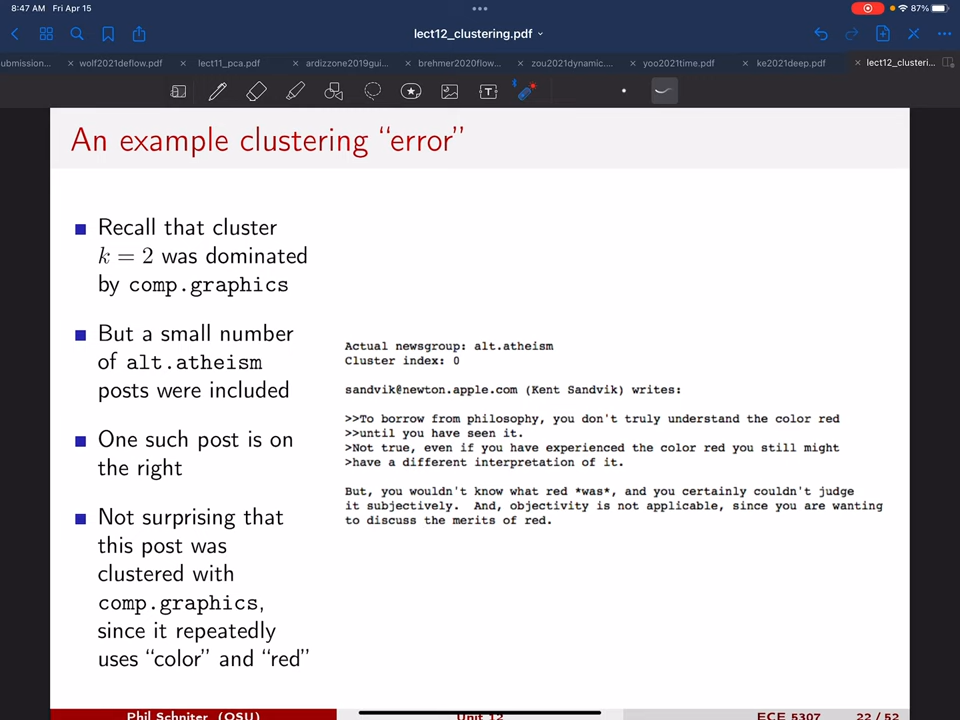 8:47 AM Fri Apr 15
87%
lect12_clustering.pdf
ubmission...
wolf2021deflow.pdf
lect11_pca.pdf
ardizzone2019gui...
brehmer2020flow...
zou2021dynamic....
yoo2021time.pdf
ke2021deep.pdf
lect12_clusteri...
An example clustering “error”
Recall that cluster
k = 2 was dominated
by comp.graphics
But a small number
of alt.atheism
posts were included
One such post is on
the right
Not surprising that
this post was
clustered with
comp.graphics,
since it repeatedly
uses “color” and “red”
Actual newsgroup: alt.atheism
Cluster index: 0
sandvik@newton.apple.com (Kent Sandvik) writes:
>>To borrow from philosophy, you don't truly understand the color red
>>until you have seen it.
>Not true, even if you have experienced the color red you still might
>have a different interpretation of it.
But, you wouldn't know what red *was*, and you certainly couldn't judge
it subjectively.  And, objectivity is not applicable, since you are wanting
to discuss the merits of red.
Phil Schniter (OSU)
Unit 12
ECE 5307
22 / 52